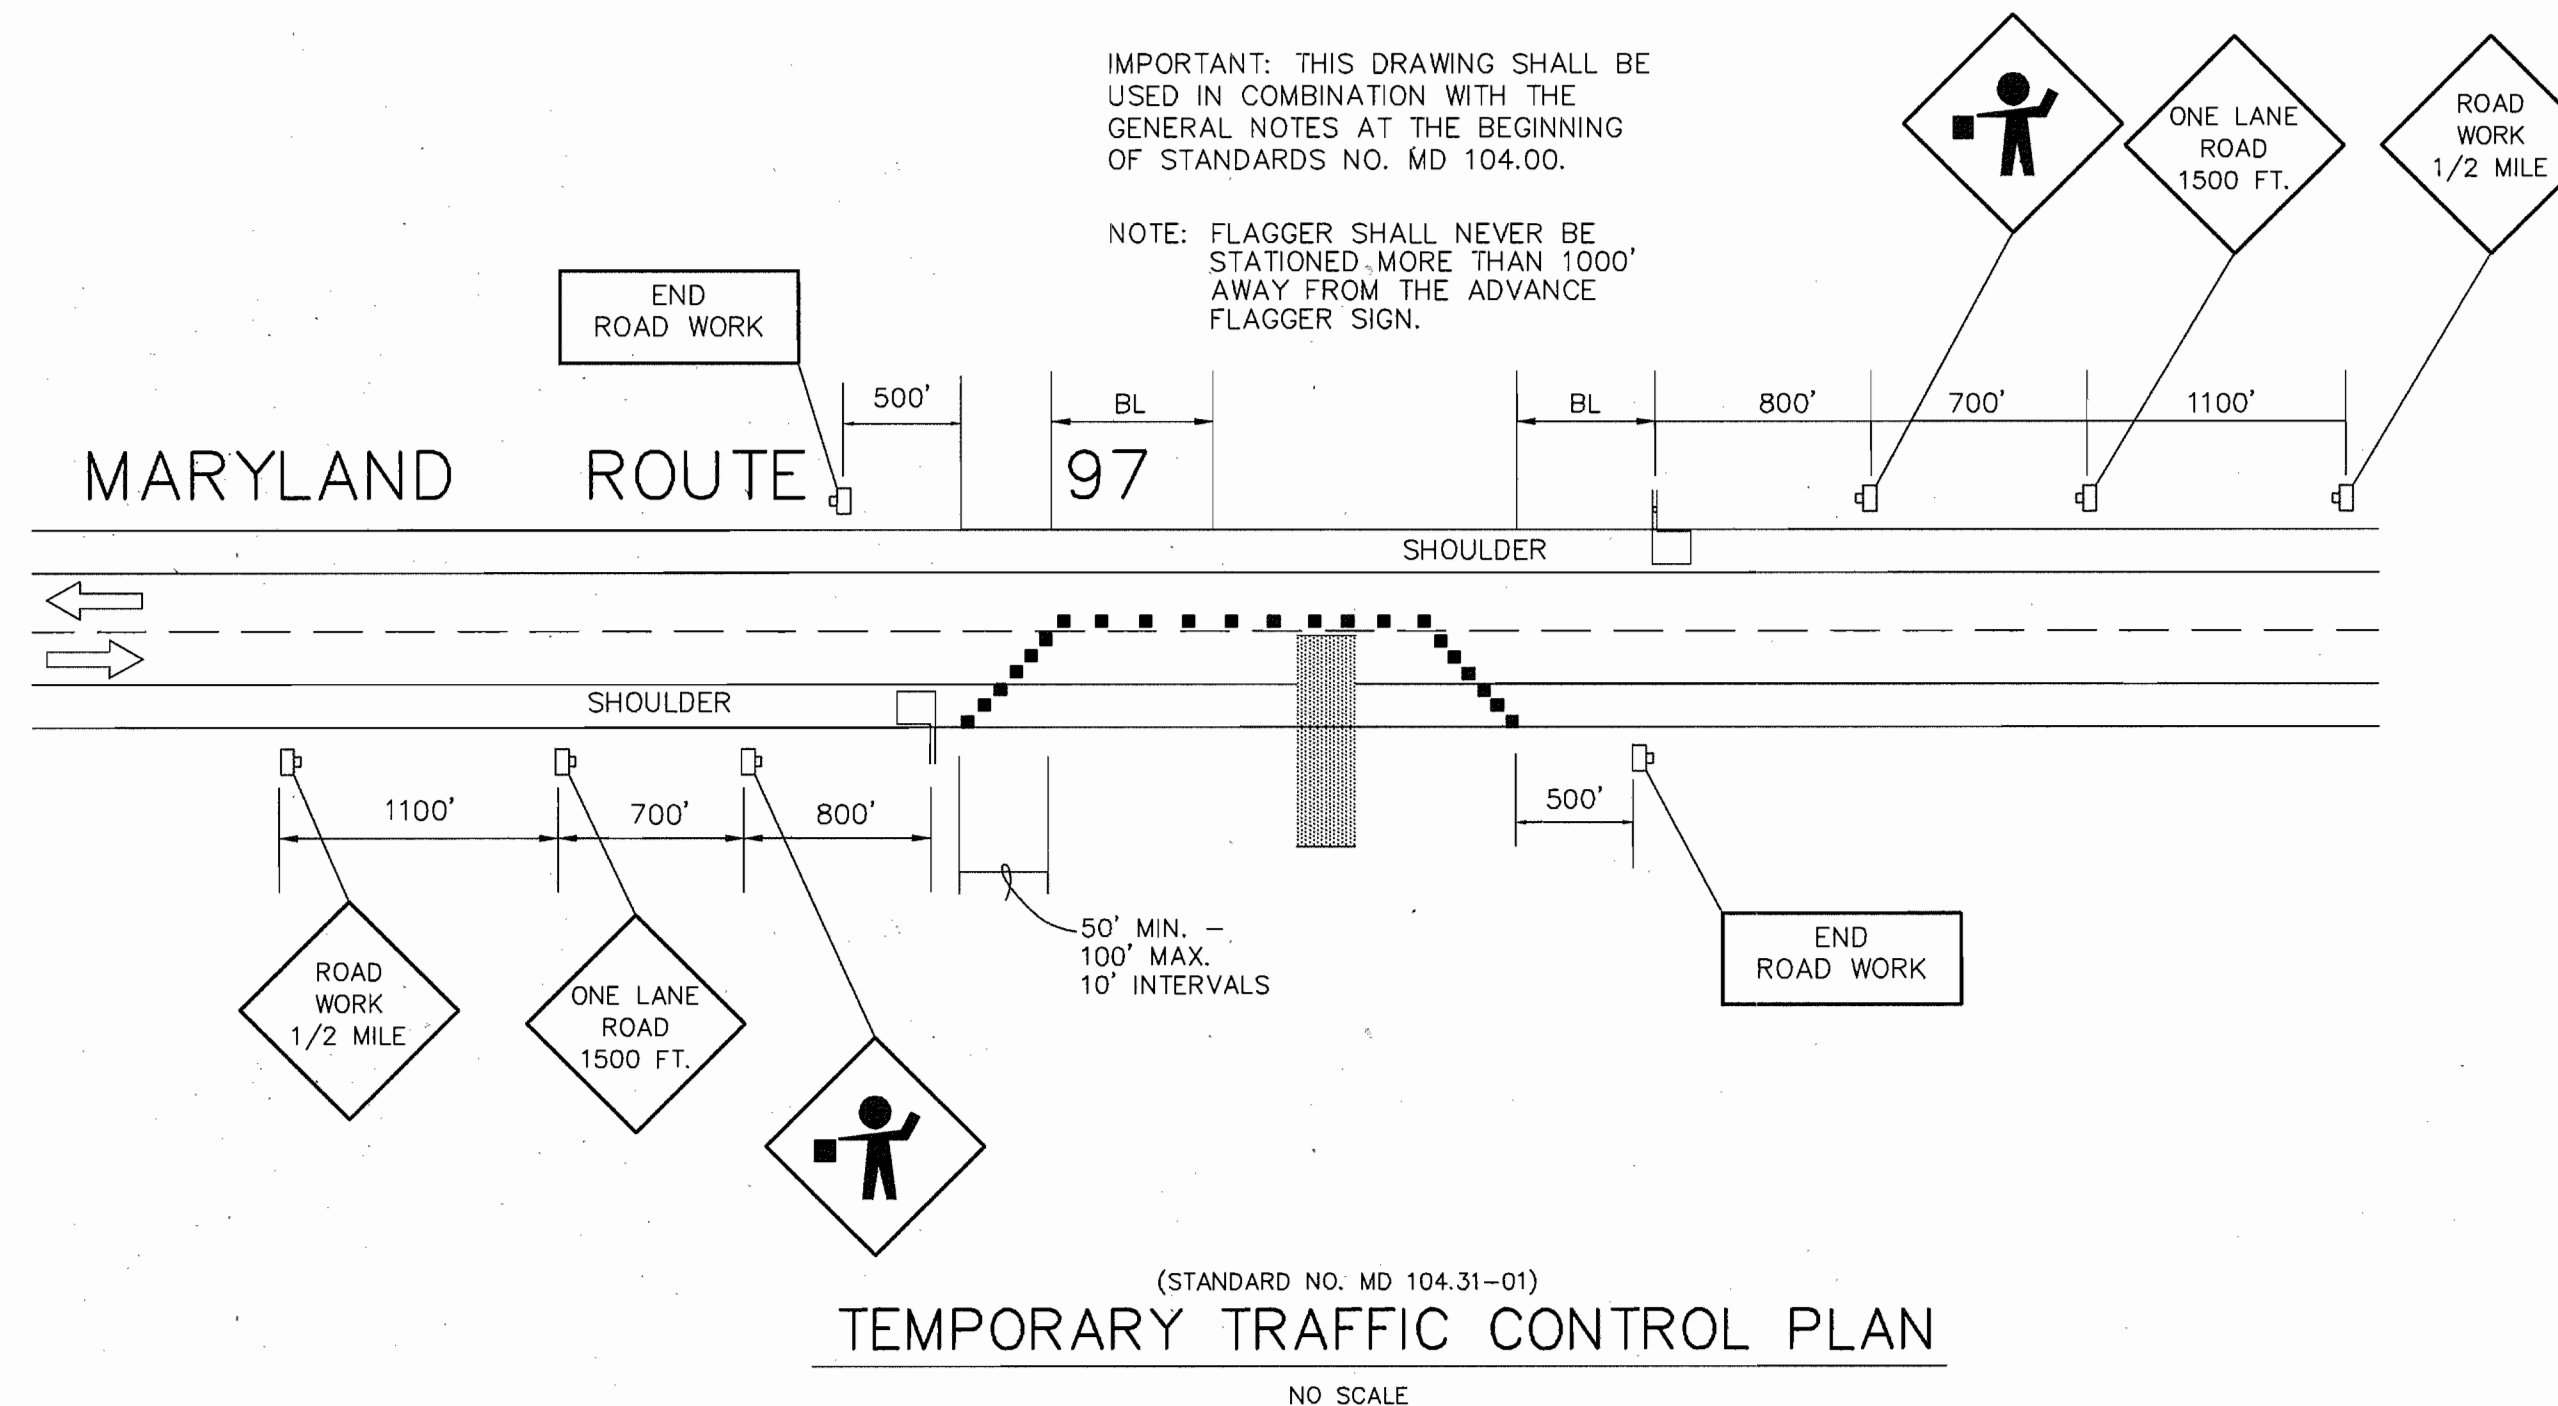 IMPORTANT: THIS DRAWING SHALL BE
USED IN COMBINATION WITH THE
GENERAL NOTES AT THE BEGINNING
OF STANDARDS NO. MD 104.00.
NOTE: FLAGGER SHALL NEVER BE
STATIONED MORE THAN 1000'
AWAY FROM THE ADVANCE
FLAGGER SIGN.
ONE LANE
ROAD
1500 FT.
ROAD
WORK
1/2 MILE
END
ROAD WORK
500'
BL
BL
800'
700'
1100'
MARYLAND ROUTE 97
SHOULDER
SHOULDER
1100'
700'
800'
500'
50' MIN. –
100' MAX.
10' INTERVALS
ROAD
WORK
1/2 MILE
ONE LANE
ROAD
1500 FT.
END
ROAD WORK
(STANDARD NO. MD 104.31–01)
TEMPORARY TRAFFIC CONTROL PLAN
NO SCALE